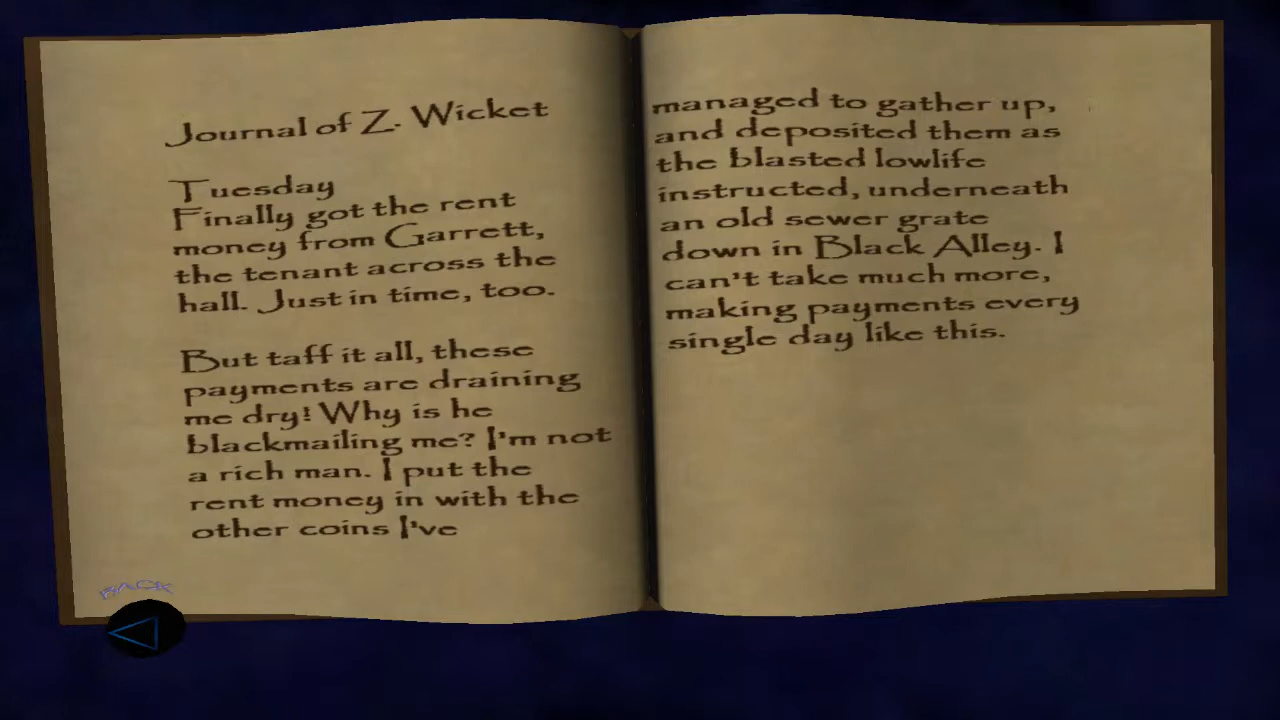 Journal of Z. Wicket
Tuesday
Finally got the rent
money from Garrett,
the tenant across the
hall. Just in time, too.
But taff it all, these
payments are draining
me dry! Why is he
blackmailing me? I'm not
a rich man. I put the
rent money in with the
other coins I've
managed to gather up,
and deposited them as
the blasted lowlife
instructed, underneath
an old sewer grate
down in Black Alley. I
can't take much more,
making payments every
single day like this.
BACK